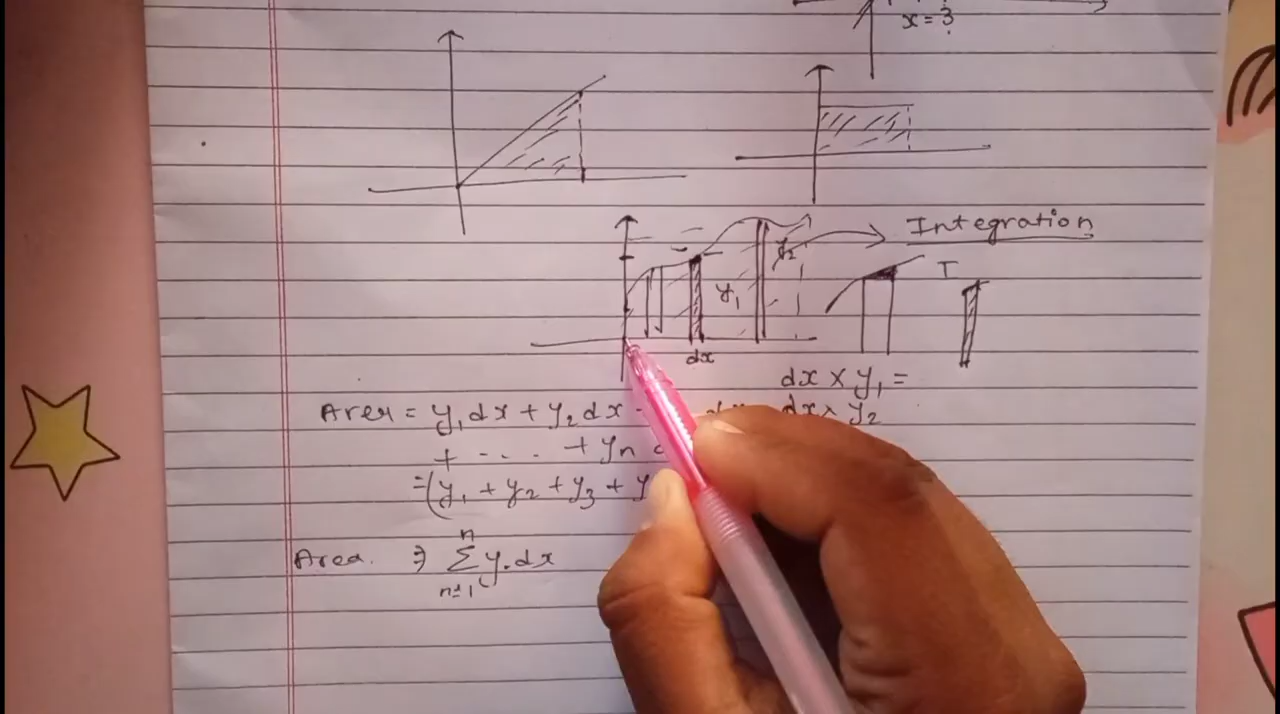 x = 3
Integration
y₂
y₁
dx
dx × y₁ =
dx × y₂
Area = y₁dx + y₂dx
+ - . . + yn
= (y₁ + y₂ + y₃ +
Area. ⇒ n
Σ y.dx
n=1